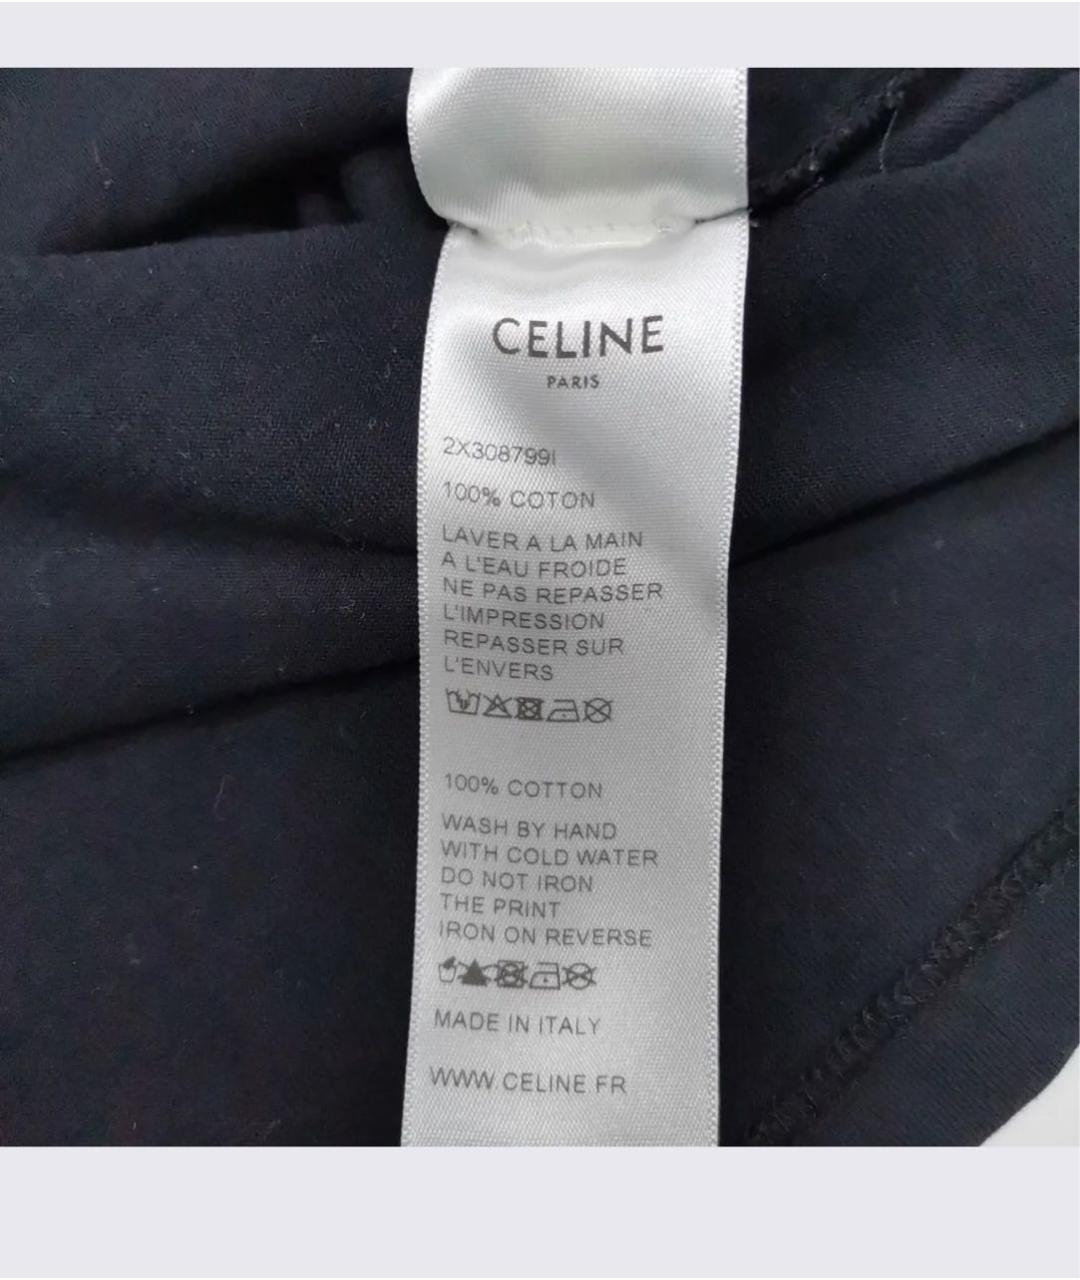 CELINE
PARIS
2X308799I
100% COTON
LAVER A LA MAIN
A L'EAU FROIDE
NE PAS REPASSER
L'IMPRESSION
REPASSER SUR
L'ENVERS
100% COTTON
WASH BY HAND
WITH COLD WATER
DO NOT IRON
THE PRINT
IRON ON REVERSE
MADE IN ITALY
WWW.CELINE.FR